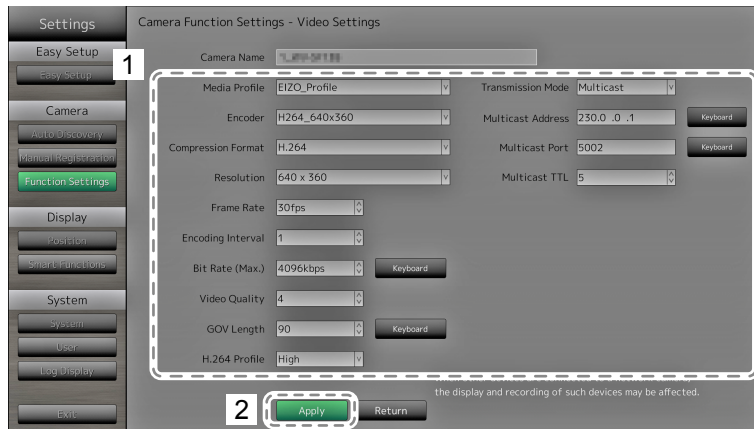 Settings
Camera Function Settings - Video Settings
Easy Setup
Easy Setup
Camera
Auto Discovery
Manual Registration
Function Settings
Display
Position
Smart Functions
System
System
User
Log Display
Exit
1
Camera Name
Media Profile EIZO_Profile
Encoder H264_640x360
Compression Format H.264
Resolution 640 x 360
Frame Rate 30fps
Encoding Interval 1
Bit Rate (Max.) 4096kbps Keyboard
Video Quality 4
GOV Length 90 Keyboard
H.264 Profile High
Transmission Mode Multicast
Multicast Address 230.0 .0 .1 Keyboard
Multicast Port 5002 Keyboard
Multicast TTL 5
the display and recording of such devices may be affected.
2
Apply Return